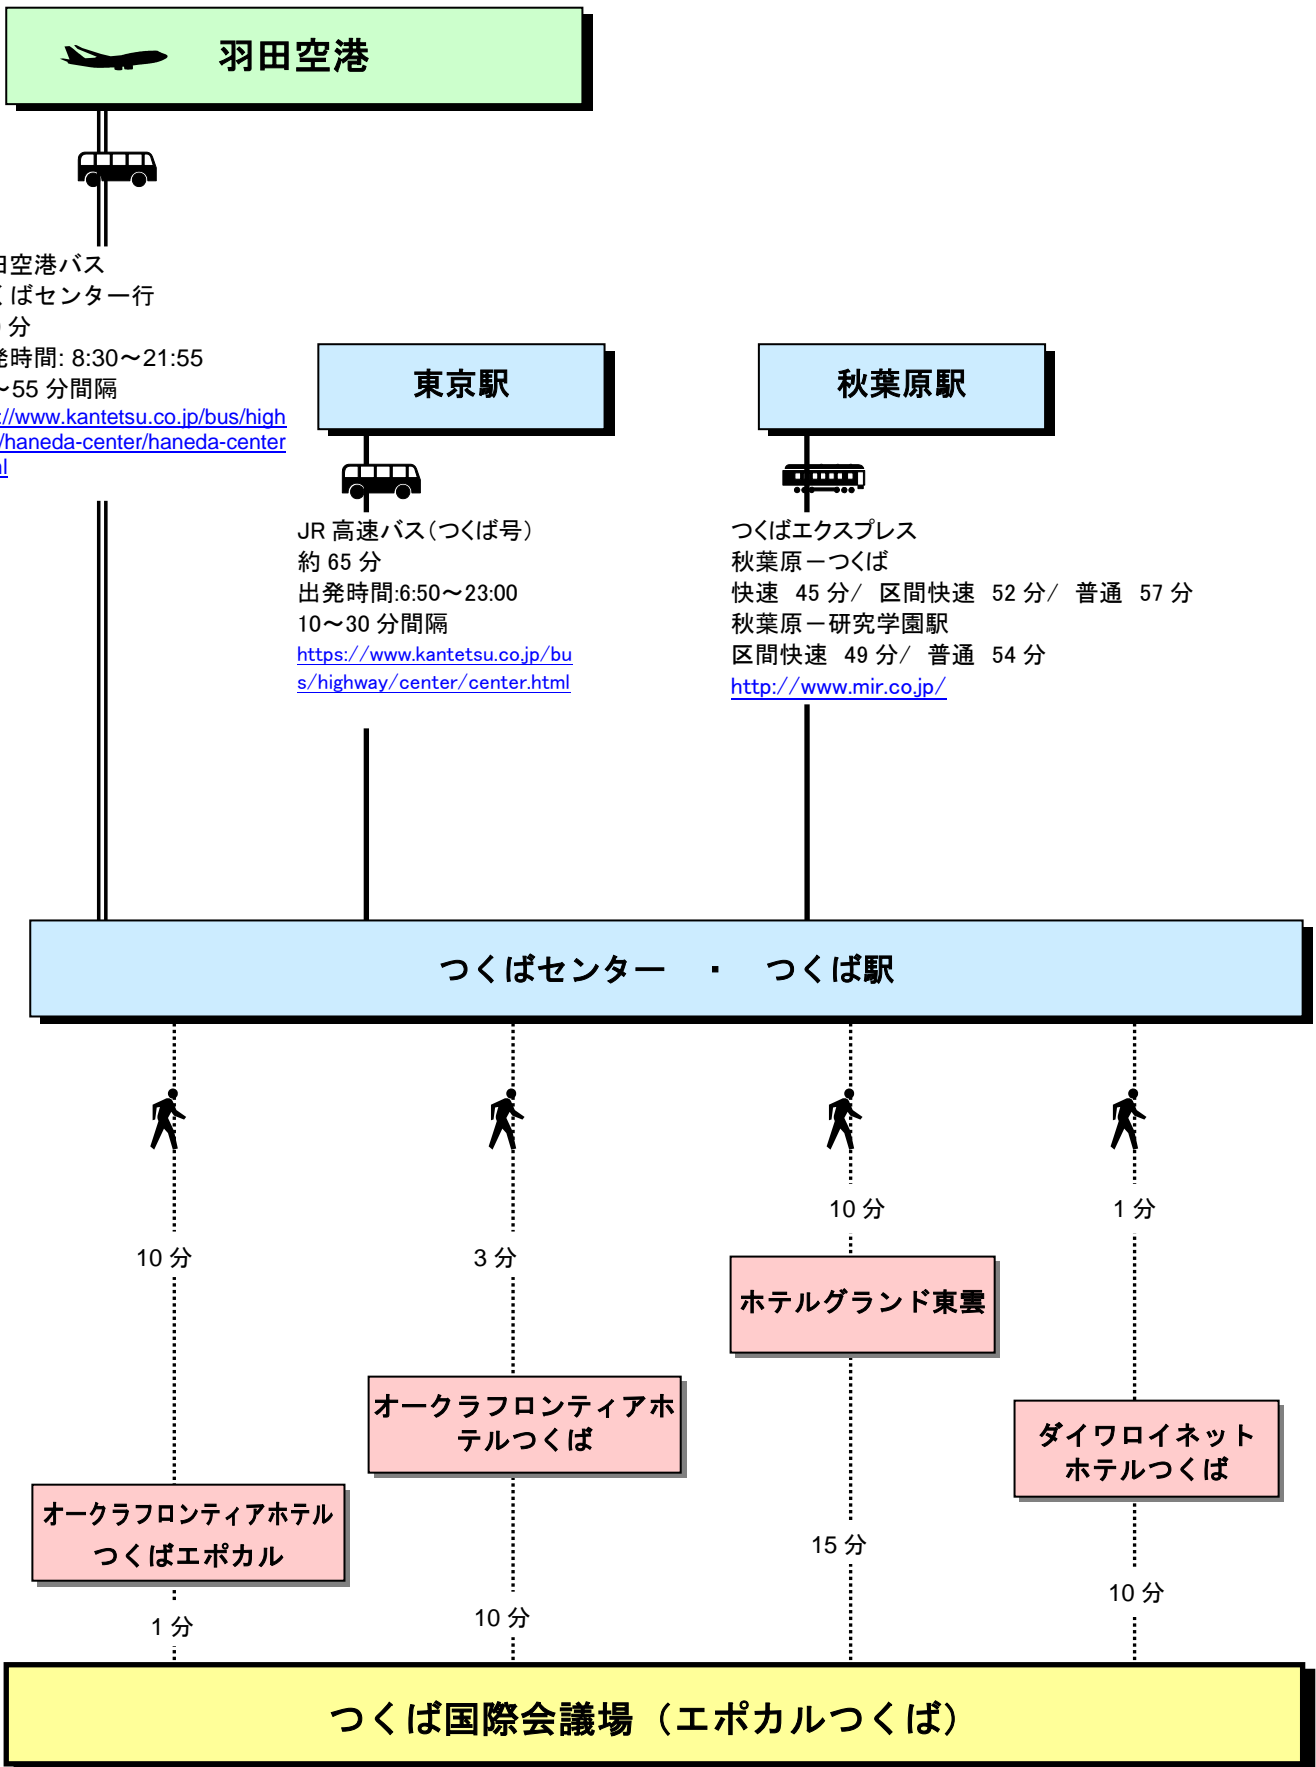 羽田空港
田空港バス
くばセンター行
分
発時間: 8:30～21:55
～55 分間隔
://www.kantetsu.co.jp/bus/high
/haneda-center/haneda-center
東京駅
JR 高速バス（つくば号）
約 65 分
出発時間:6:50～23:00
10～30 分間隔
https://www.kantetsu.co.jp/bu
s/highway/center/center.html
秋葉原駅
つくばエクスプレス
秋葉原－つくば
快速 45 分/ 区間快速 52 分/ 普通 57 分
秋葉原－研究学園駅
区間快速 49 分/ 普通 54 分
http://www.mir.co.jp/
つくばセンター ・ つくば駅
10 分
3 分
10 分
1 分
ホテルグランド東雲
オークラフロンティアホ
テルつくば
ダイワロイネット
ホテルつくば
オークラフロンティアホテル
つくばエポカル
1 分
10 分
15 分
10 分
つくば国際会議場（エポカルつくば）